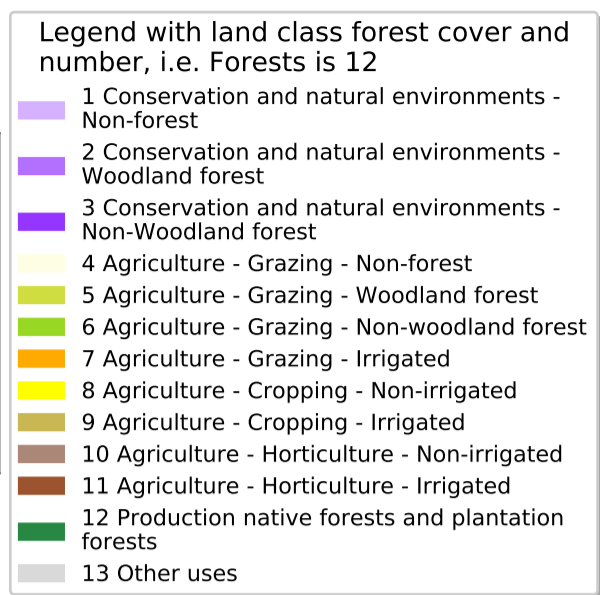 Legend with land class forest cover and
number, i.e. Forests is 12
1 Conservation and natural environments -
Non-forest
2 Conservation and natural environments -
Woodland forest
3 Conservation and natural environments -
Non-Woodland forest
4 Agriculture - Grazing - Non-forest
5 Agriculture - Grazing - Woodland forest
6 Agriculture - Grazing - Non-woodland forest
7 Agriculture - Grazing - Irrigated
8 Agriculture - Cropping - Non-irrigated
9 Agriculture - Cropping - Irrigated
10 Agriculture - Horticulture - Non-irrigated
11 Agriculture - Horticulture - Irrigated
12 Production native forests and plantation
forests
13 Other uses